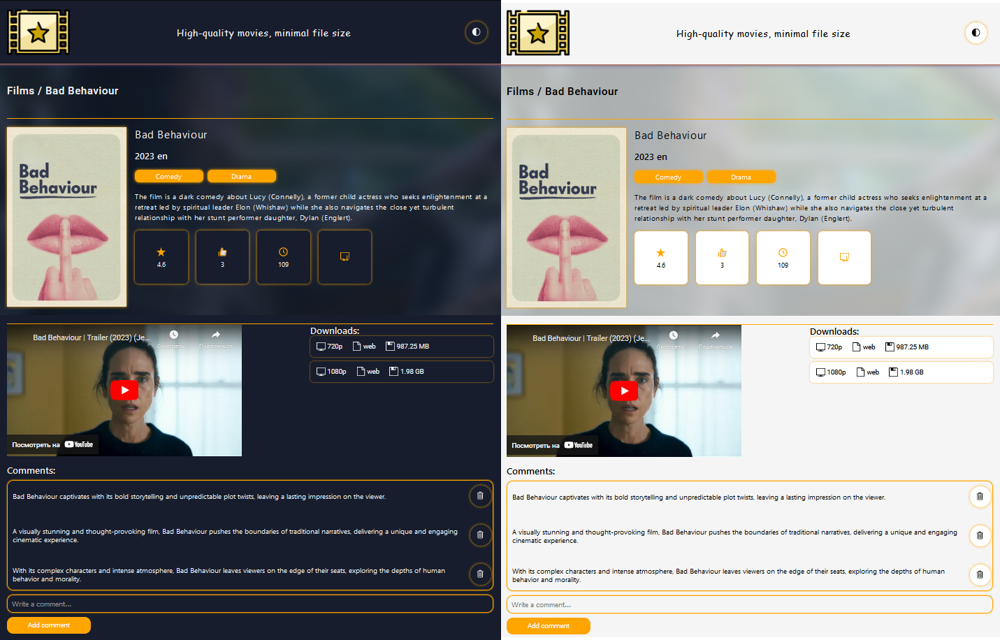 High-quality movies, minimal file size
Films / Bad Behaviour
Bad
Behaviour
Bad Behaviour
2023 en
Comedy Drama
The film is a dark comedy about Lucy (Connelly), a former child actress who seeks enlightenment at a
retreat led by spiritual leader Elon (Whishaw) while she also navigates the close yet turbulent
relationship with her stunt performer daughter, Dylan (Englert).
4.6 3 109
Bad Behaviour | Trailer (2023) (Je...
Смотреть... Поделиться
Посмотреть на YouTube
Downloads:
720p web 987.25 MB
1080p web 1.98 GB
Comments:
Bad Behaviour captivates with its bold storytelling and unpredictable plot twists, leaving a lasting impression on the viewer.
A visually stunning and thought-provoking film, Bad Behaviour pushes the boundaries of traditional narratives, delivering a unique and engaging
cinematic experience.
With its complex characters and intense atmosphere, Bad Behaviour leaves viewers on the edge of their seats, exploring the depths of human
behavior and morality.
Write a comment...
Add comment
High-quality movies, minimal file size
Films / Bad Behaviour
Bad
Behaviour
Bad Behaviour
2023 en
Comedy Drama
The film is a dark comedy about Lucy (Connelly), a former child actress who seeks enlightenment at a
retreat led by spiritual leader Elon (Whishaw) while she also navigates the close yet turbulent
relationship with her stunt performer daughter, Dylan (Englert).
4.6 3 109
Bad Behaviour | Trailer (2023) (Je...
Смотреть... Поделиться
Посмотреть на YouTube
Downloads:
720p web 987.25 MB
1080p web 1.98 GB
Comments:
Bad Behaviour captivates with its bold storytelling and unpredictable plot twists, leaving a lasting impression on the viewer.
A visually stunning and thought-provoking film, Bad Behaviour pushes the boundaries of traditional narratives, delivering a unique and engaging
cinematic experience.
With its complex characters and intense atmosphere, Bad Behaviour leaves viewers on the edge of their seats, exploring the depths of human
behavior and morality.
Write a comment...
Add comment